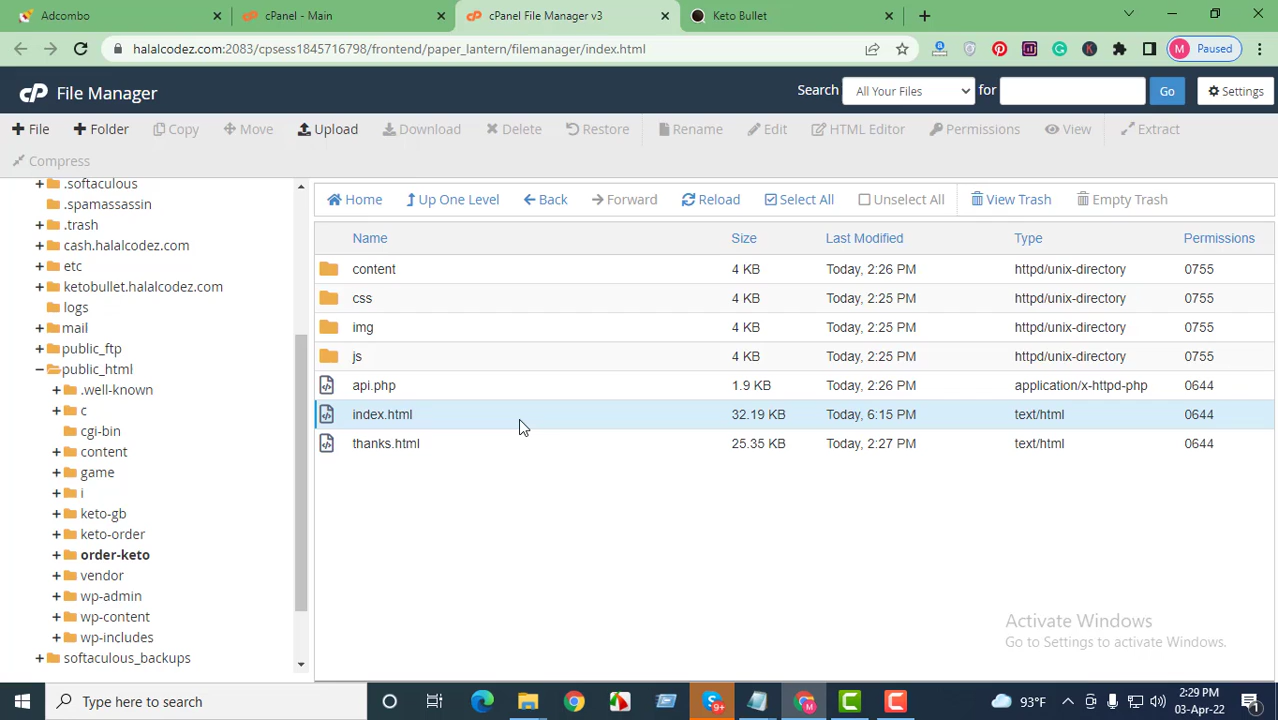 Adcombo
cPanel - Main
cPanel File Manager v3
Keto Bullet
halalcodez.com:2083/cpsess1845716798/frontend/paper_lantern/filemanager/index.html
M
Paused
cP File Manager
Search
All Your Files
for
Go
Settings
File
Folder
Copy
Move
Upload
Download
Delete
Restore
Rename
Edit
HTML Editor
Permissions
View
Extract
Compress
Home
Up One Level
Back
Forward
Reload
Select All
Unselect All
View Trash
Empty Trash
.softaculous
.spamassassin
.trash
cash.halalcodez.com
etc
ketobullet.halalcodez.com
logs
mail
public_ftp
public_html
.well-known
c
cgi-bin
content
game
i
keto-gb
keto-order
order-keto
vendor
wp-admin
wp-content
wp-includes
softaculous_backups
Name Size Last Modified Type Permissions
content 4 KB Today, 2:26 PM httpd/unix-directory 0755
css 4 KB Today, 2:25 PM httpd/unix-directory 0755
img 4 KB Today, 2:25 PM httpd/unix-directory 0755
js 4 KB Today, 2:25 PM httpd/unix-directory 0755
api.php 1.9 KB Today, 2:26 PM application/x-httpd-php 0644
index.html 32.19 KB Today, 6:15 PM text/html 0644
thanks.html 25.35 KB Today, 2:27 PM text/html 0644
Activate Windows
Go to Settings to activate Windows.
Type here to search
9+
M
93°F
2:29 PM
03-Apr-22
1